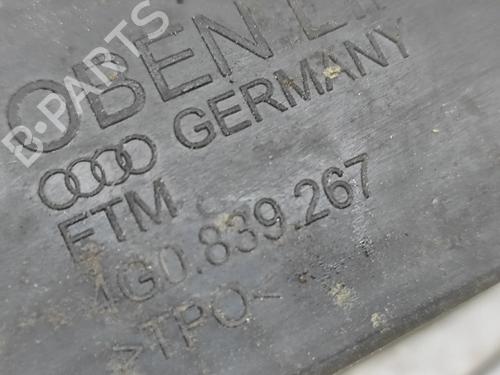 OBEN
GERMANY
FTM
4G0.839.267
>TPO<
B-PARTS